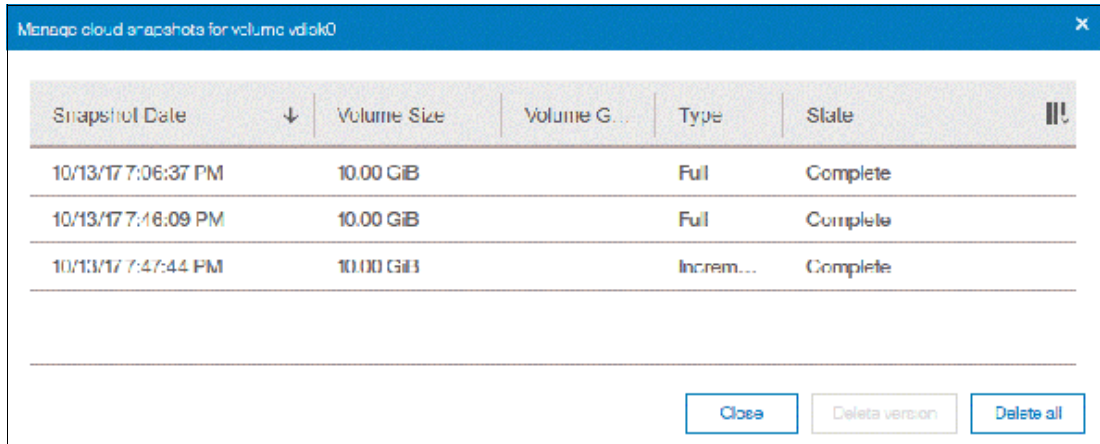 Manage cloud snapshots for volume vdisk0
Snapshot Date Volume Size Volume G... Type State
10/13/17 7:06:37 PM 10.00 GiB Full Complete
10/13/17 7:46:09 PM 10.00 GiB Full Complete
10/13/17 7:47:44 PM 10.00 GiB Increm... Complete
Close Delete version Delete all